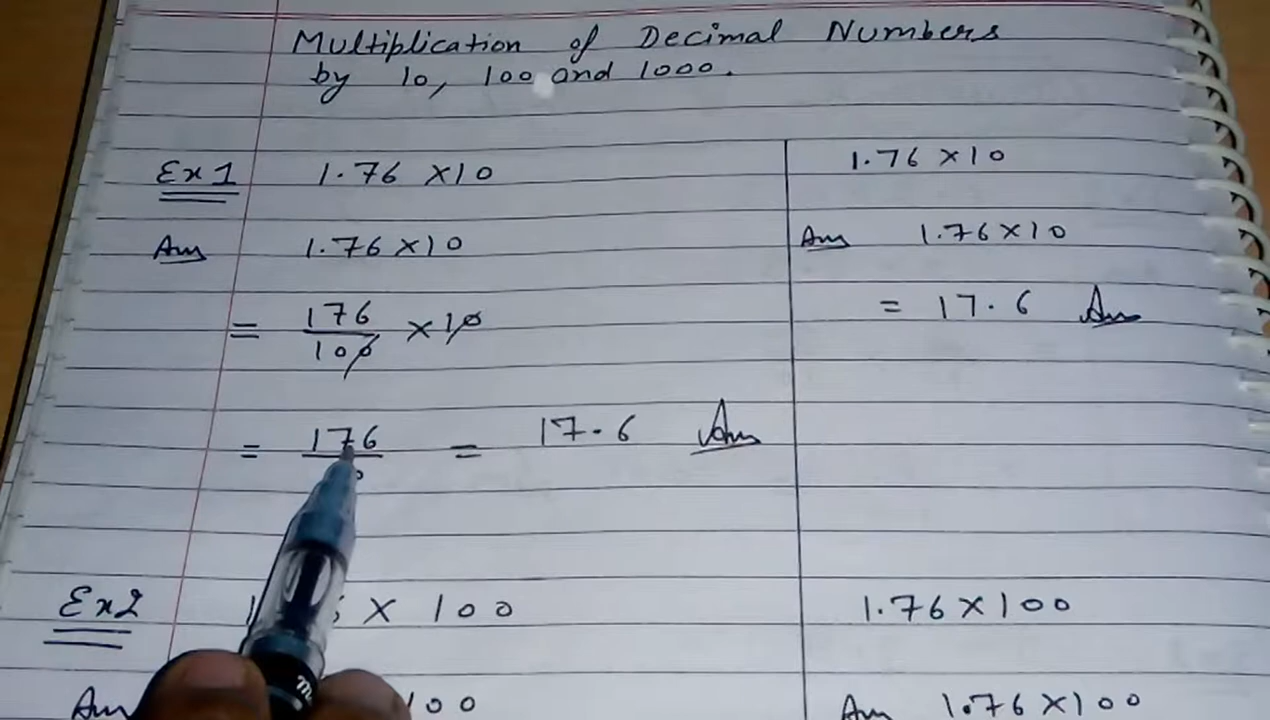 Multiplication of Decimal Numbers
by 10, 100 and 1000.
Ex 1 1.76 ×10
Ans 1.76 ×10
= 176/100 ×10
= 176/ = 17.6 Ans
1.76 ×10
Ans 1.76 ×10
= 17.6 Ans
Ex 2 × 100
Ans 100
1.76 ×100
Ans 1.76 ×100